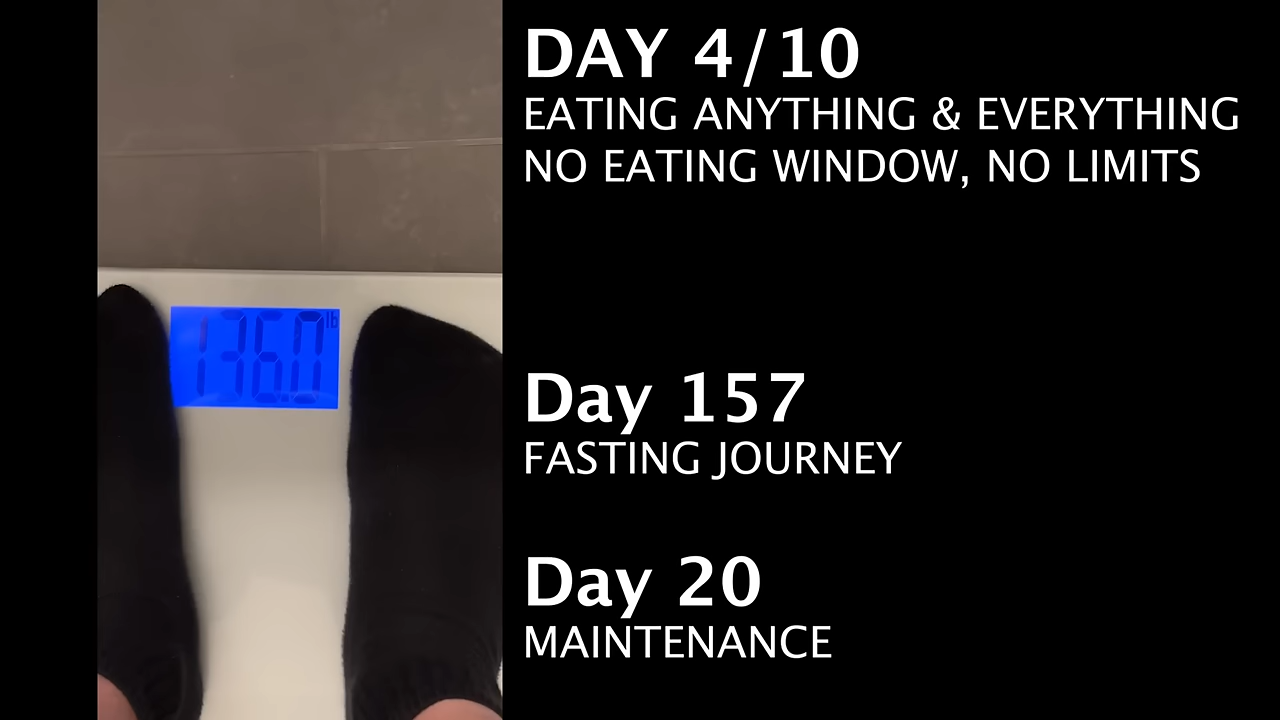 DAY 4/10
EATING ANYTHING & EVERYTHING
NO EATING WINDOW, NO LIMITS
136.0 lb
Day 157
FASTING JOURNEY
Day 20
MAINTENANCE